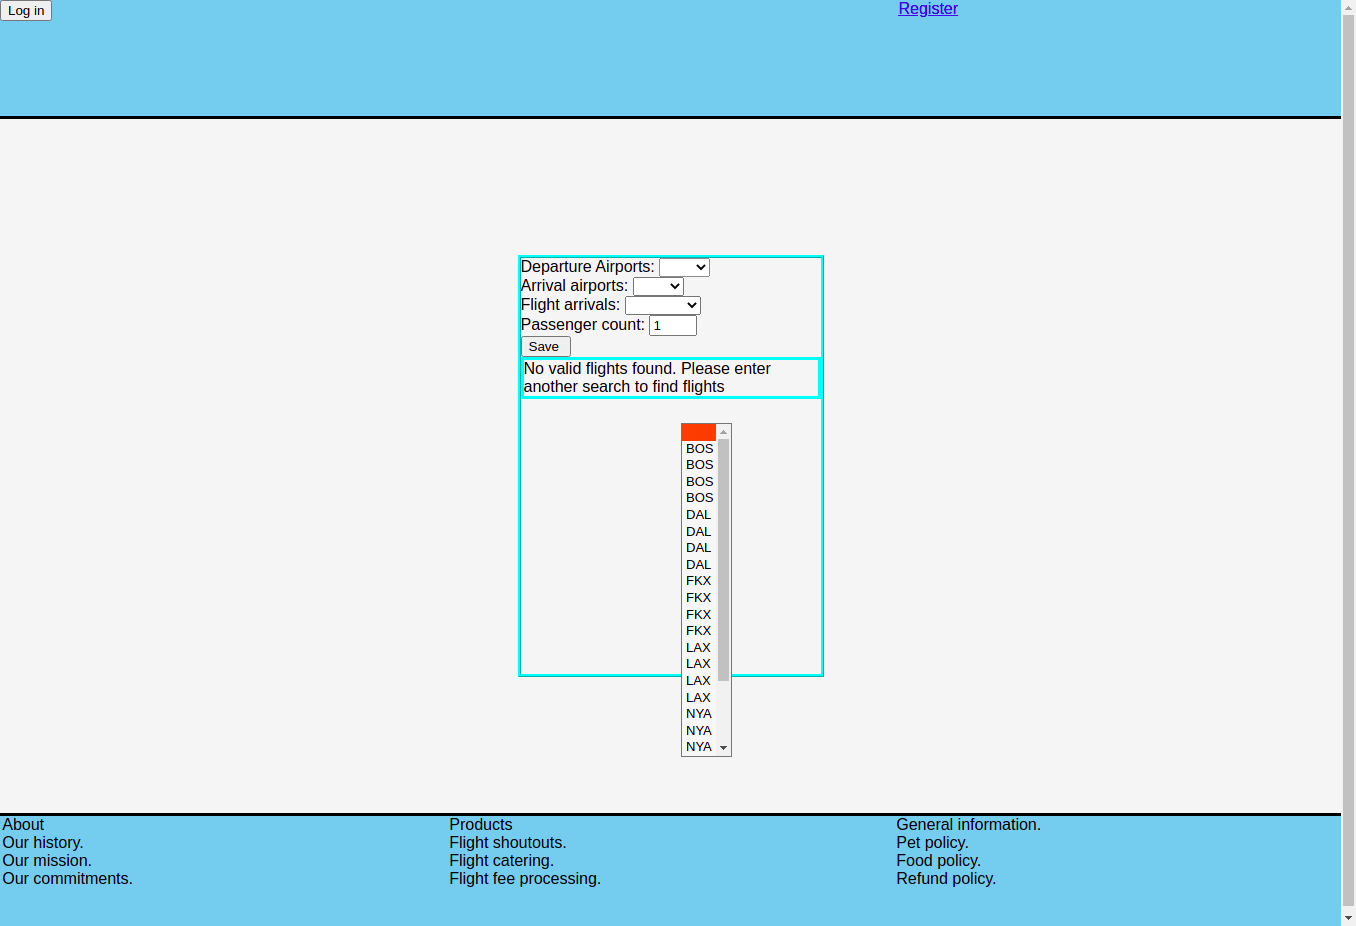 Log in
Register
Departure Airports:
Arrival airports:
Flight arrivals:
Passenger count: 1
Save
No valid flights found. Please enter
another search to find flights
BOS
BOS
BOS
BOS
DAL
DAL
DAL
DAL
FKX
FKX
FKX
FKX
LAX
LAX
LAX
LAX
NYA
NYA
NYA
About
Our history.
Our mission.
Our commitments.
Products
Flight shoutouts.
Flight catering.
Flight fee processing.
General information.
Pet policy.
Food policy.
Refund policy.